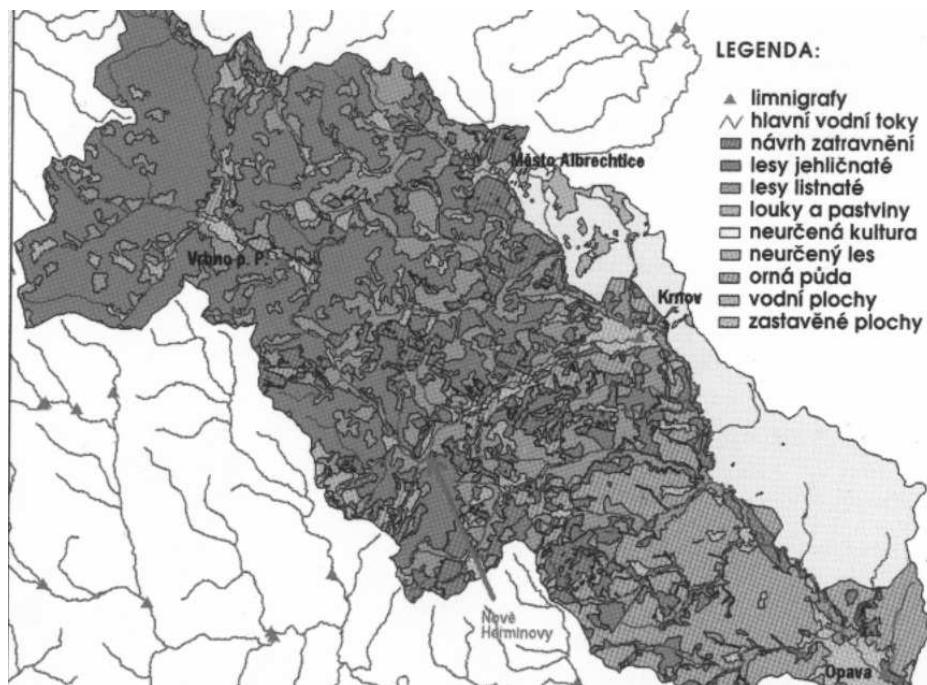 LEGENDA:
limnigrafy
hlavní vodní toky
návrh zatravnění
lesy jehličnaté
lesy listnaté
louky a pastviny
neurčená kultura
neurčený les
orná půda
vodní plochy
zastavěné plochy
Město Albrechtice
Vrbno p. P.
Krnov
Nové
Herminovy
Opava